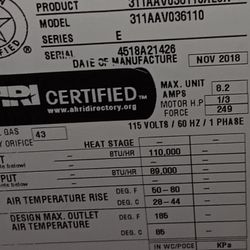 MODEL 311AAV036110
SERIES E
SERIAL 4518A21426
DATE OF MANUFACTURE NOV 2018
CERTIFIED™
www.ahridirectory.org
MAX. UNIT AMPS 8.2
MOTOR H.P. 1/3
FORCE 249
115 VOLTS / 60 HZ / 1 PHASE
GAS ORIFICE 43
HEAT STAGE — —
BTU/HR 110,000 —
— —
BTU/HR 89,000 —
— —
AIR TEMPERATURE RISE DEG. F 50 - 80 —
DEG. C 28 - 44 —
DESIGN MAX. OUTLET AIR TEMPERATURE DEG. F 185
DEG. C 85
IN WC/POCE KPa